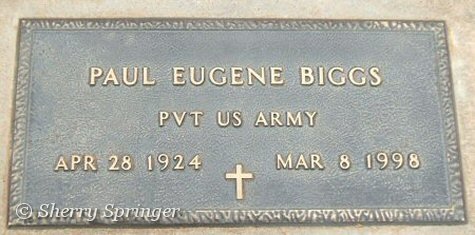 PAUL EUGENE BIGGS
PVT US ARMY
APR 28 1924 MAR 8 1998
© Sherry Springer